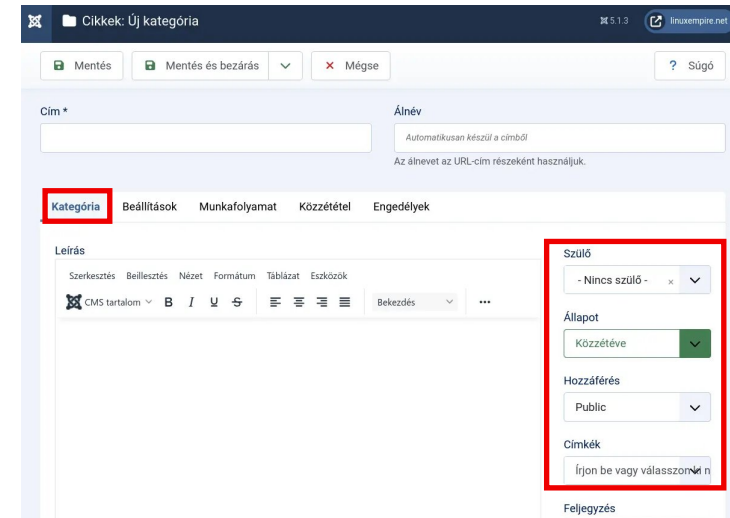 Cikkek: Új kategória
5.1.3
linuxempire.net
Mentés
Mentés és bezárás
× Mégse
? Súgó
Cím *
Álnév
Automatikusan készül a címből
Az álnevet az URL-cím részeként használjuk.
Kategória
Beállítások
Munkafolyamat
Közzététel
Engedélyek
Leírás
Szerkesztés Beillesztés Nézet Formátum Táblázat Eszközök
CMS tartalom B I U S Bekezdés ...
Szülő
- Nincs szülő - ×
Állapot
Közzétéve
Hozzáférés
Public
Címkék
Írjon be vagy válasszon ki n
Feljegyzés